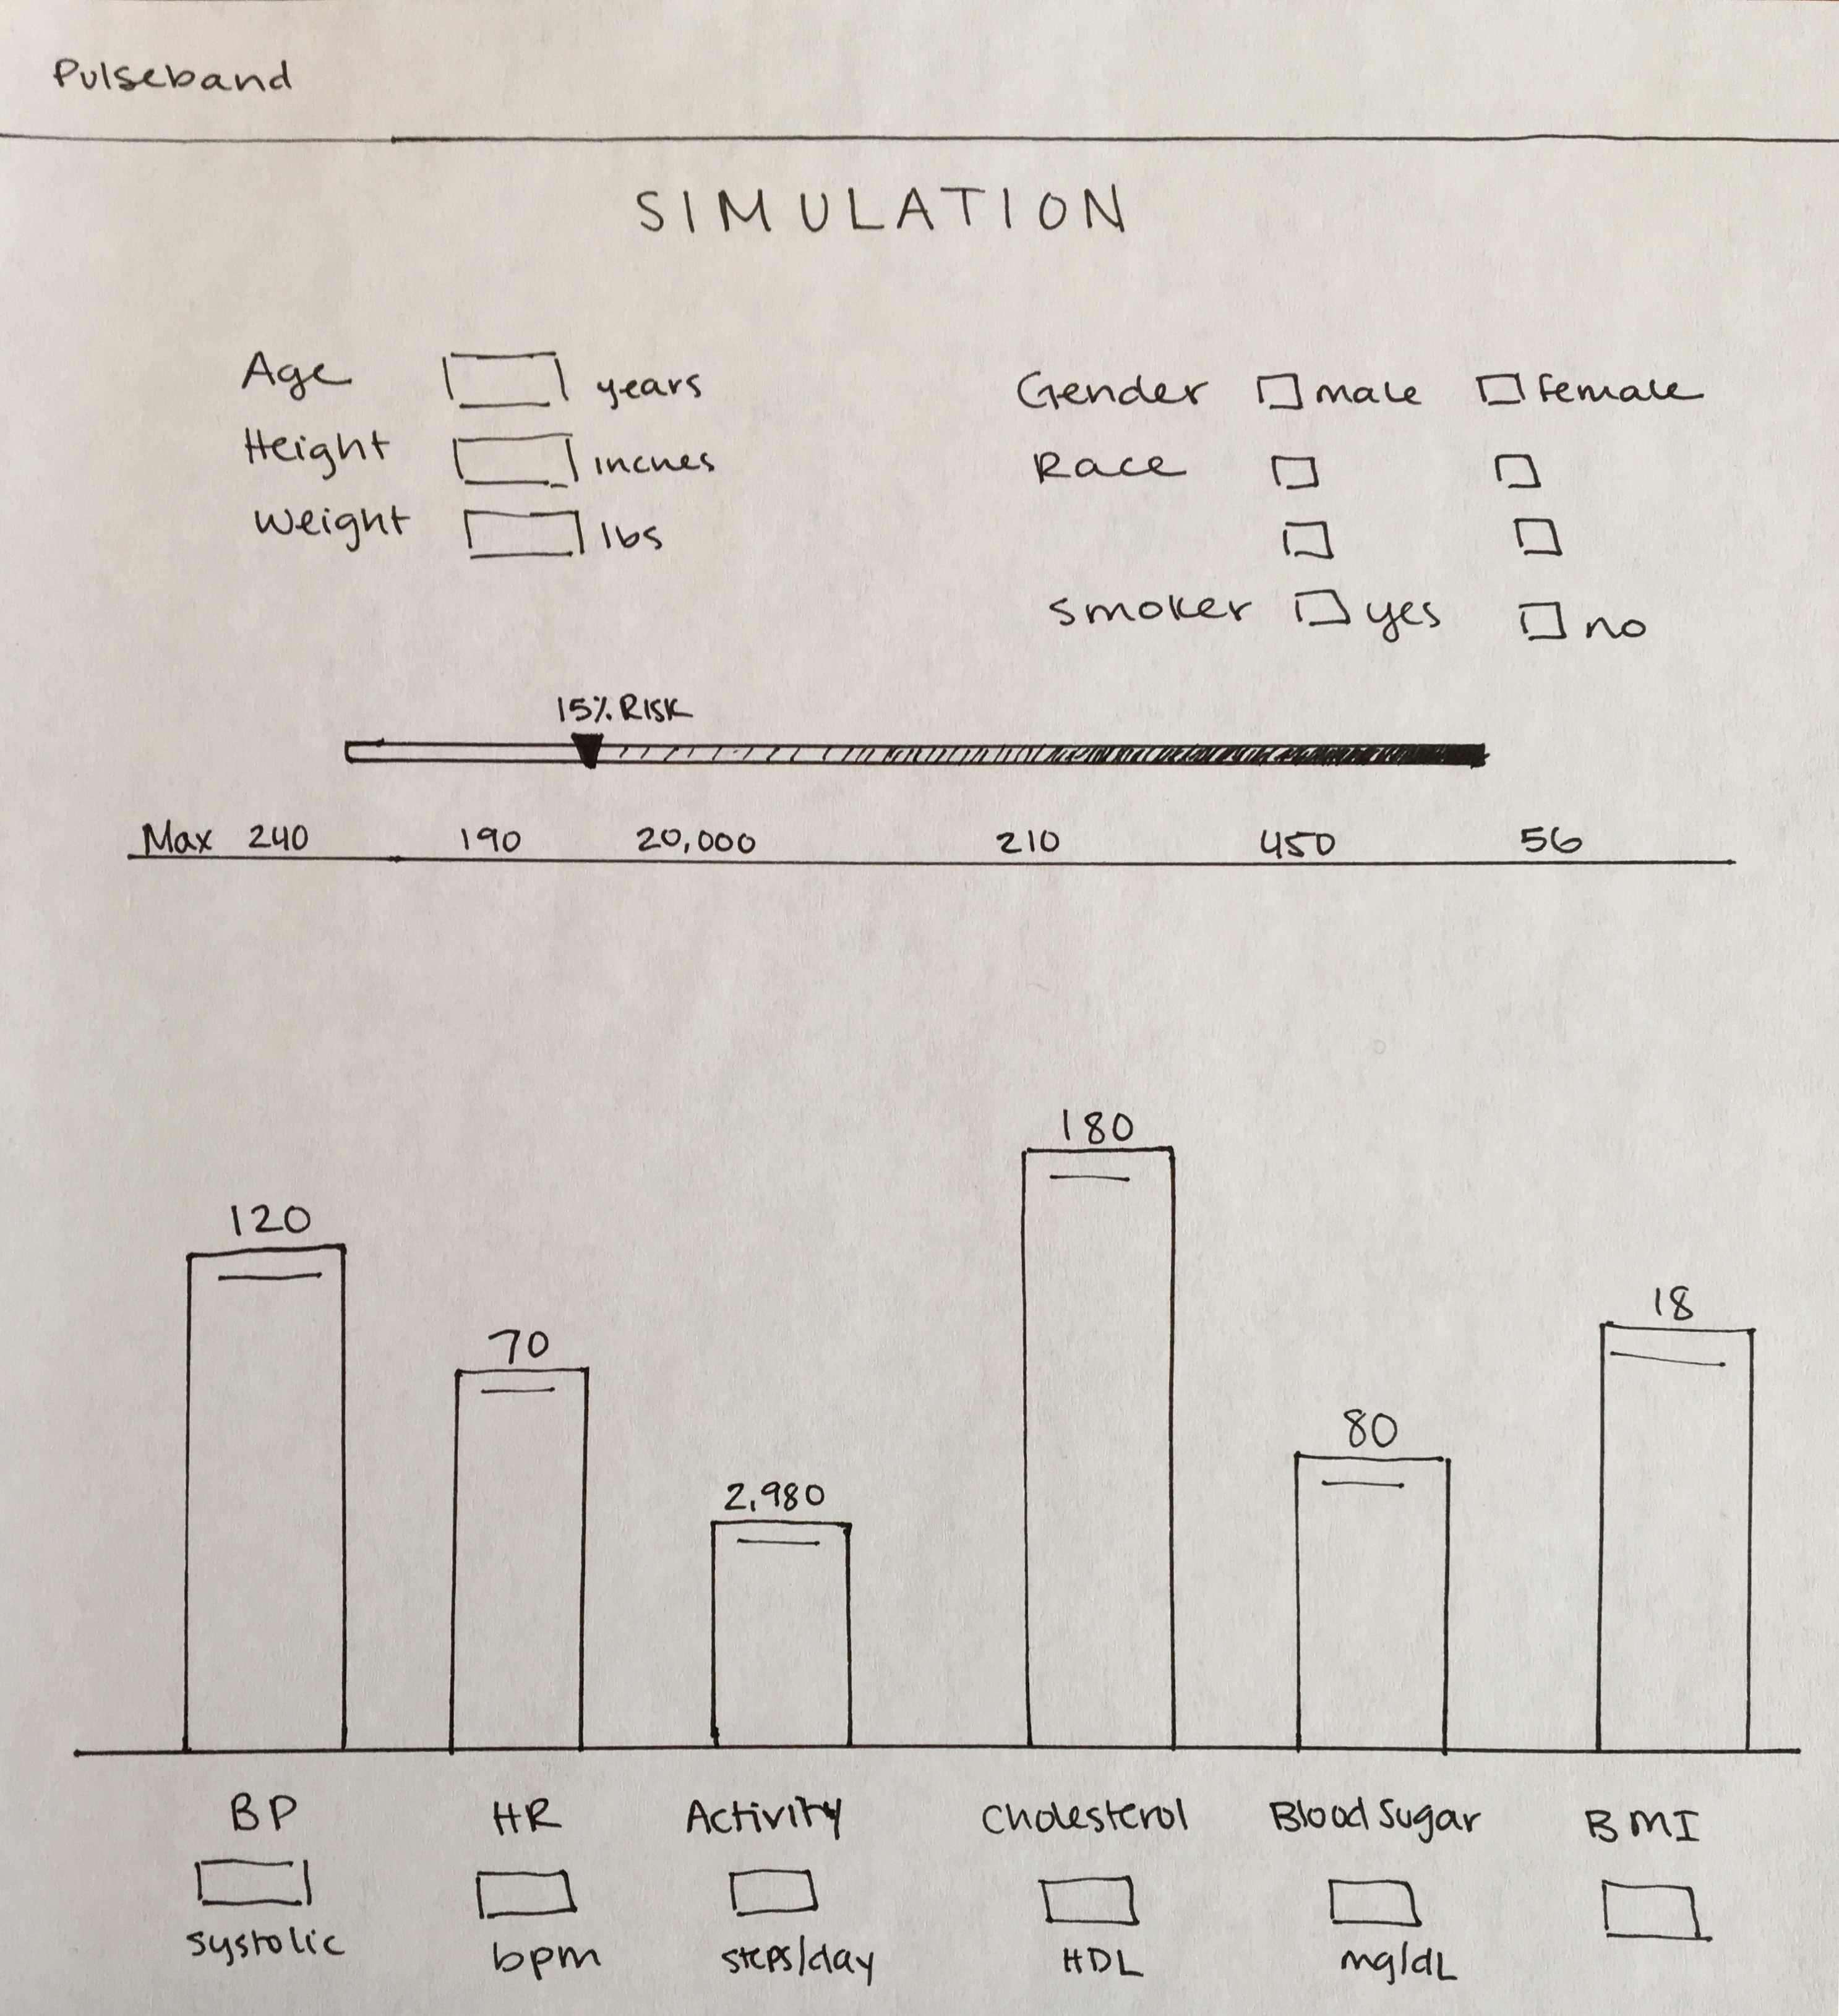 Pulseband
SIMULATION
Age years
Height inches
Weight lbs
Gender male female
Race
smoker yes no
15% RISK
Max 240 190 20,000 210 450 56
120 70 2,980 180 80 18
BP HR Activity Cholesterol Blood Sugar BMI
systolic bpm steps/day HDL mg/dL